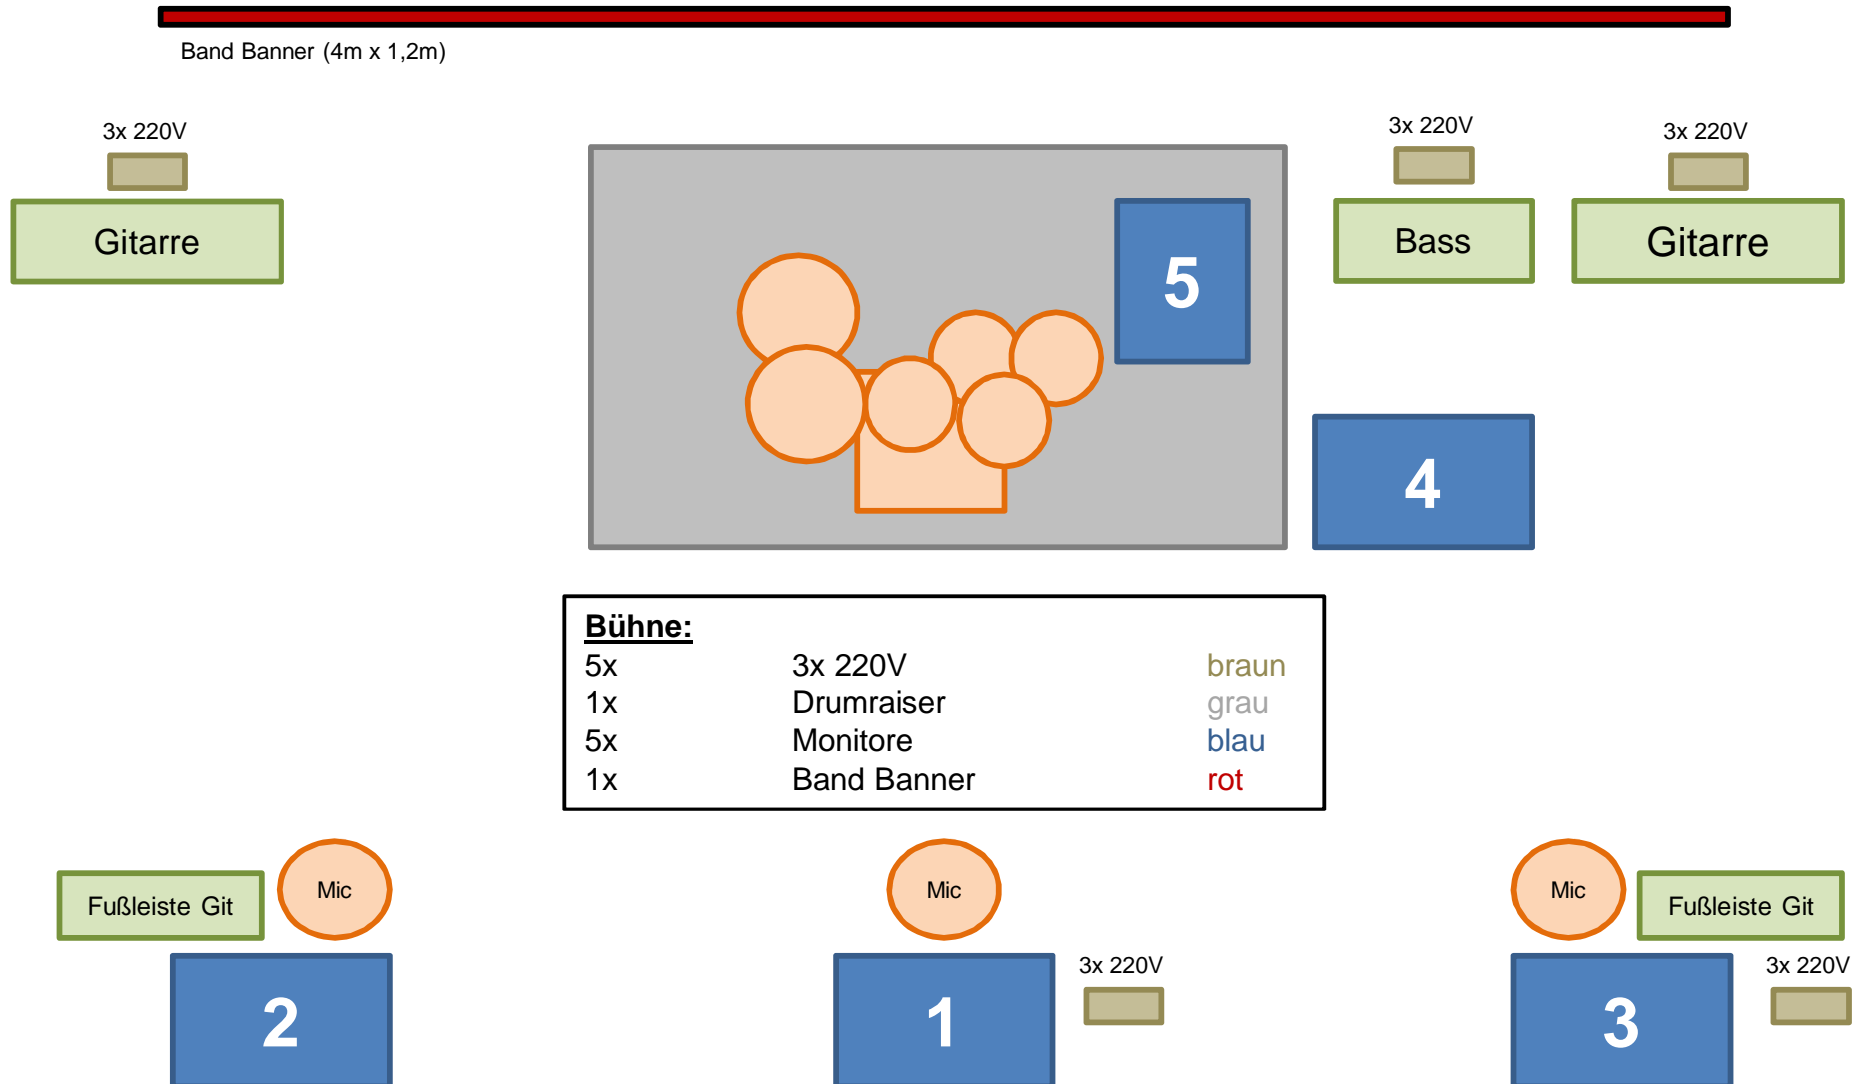 Band Banner (4m x 1,2m)
3x 220V
3x 220V
3x 220V
Gitarre
5
Bass
Gitarre
4
Bühne:
5x 3x 220V braun
1x Drumraiser grau
5x Monitore blau
1x Band Banner rot
Fußleiste Git
Mic
Mic
Mic
Fußleiste Git
2
1
3x 220V
3
3x 220V